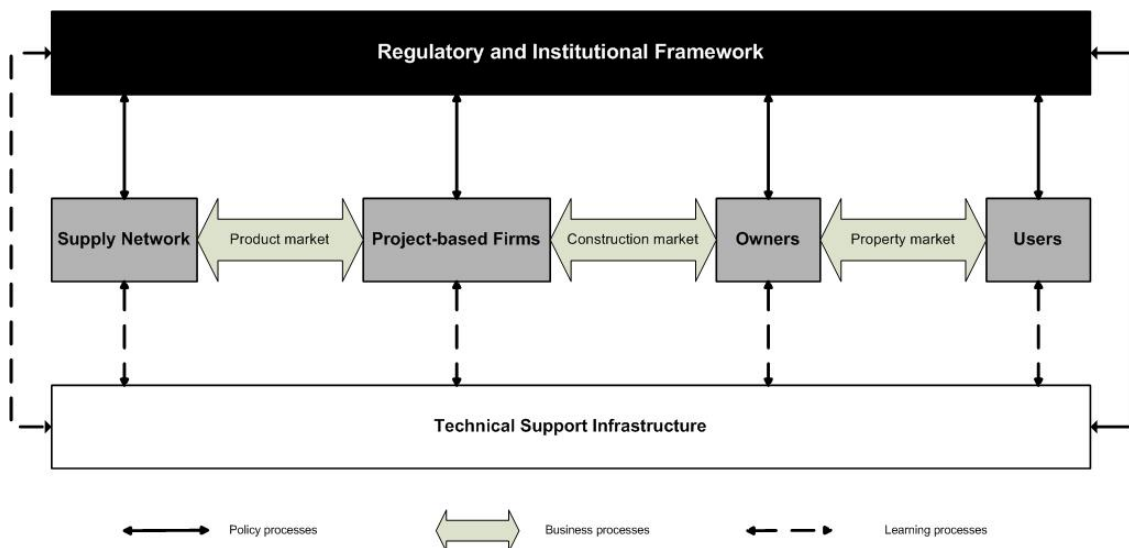 Regulatory and Institutional Framework
Supply Network
Product market
Project-based Firms
Construction market
Owners
Property market
Users
Technical Support Infrastructure
Policy processes
Business processes
Learning processes